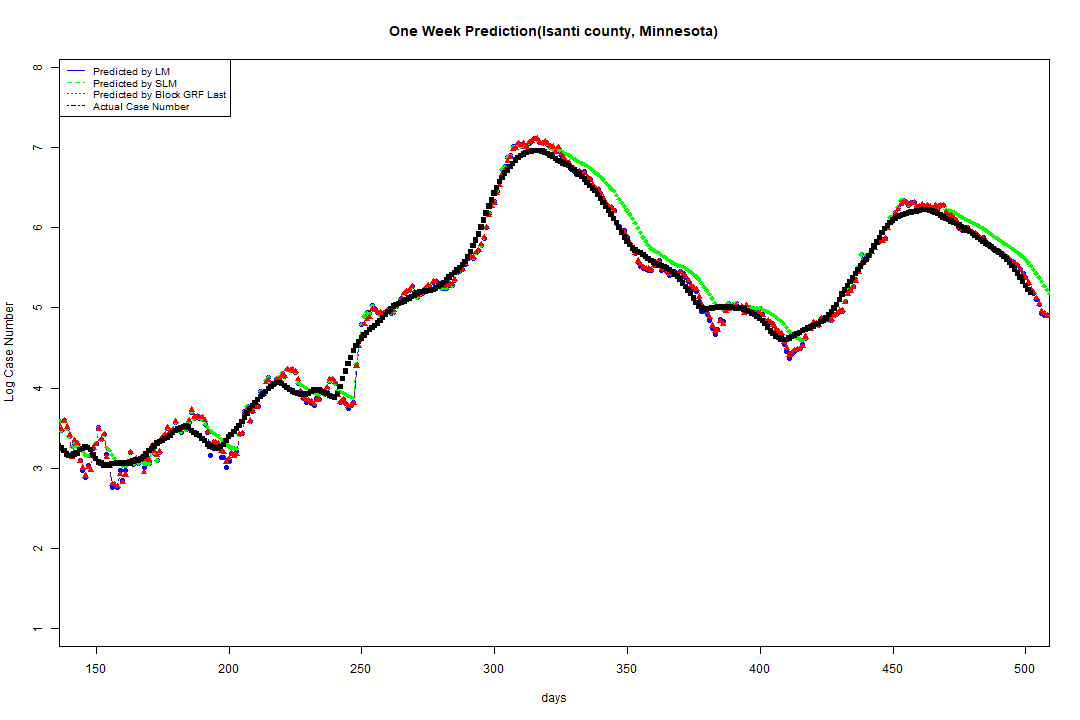 One Week Prediction(Isanti county, Minnesota)
Predicted by LM
Predicted by SLM
Predicted by Block GRF Last
Actual Case Number
8
7
6
5
4
3
2
1
Log Case Number
150 200 250 300 350 400 450 500
days